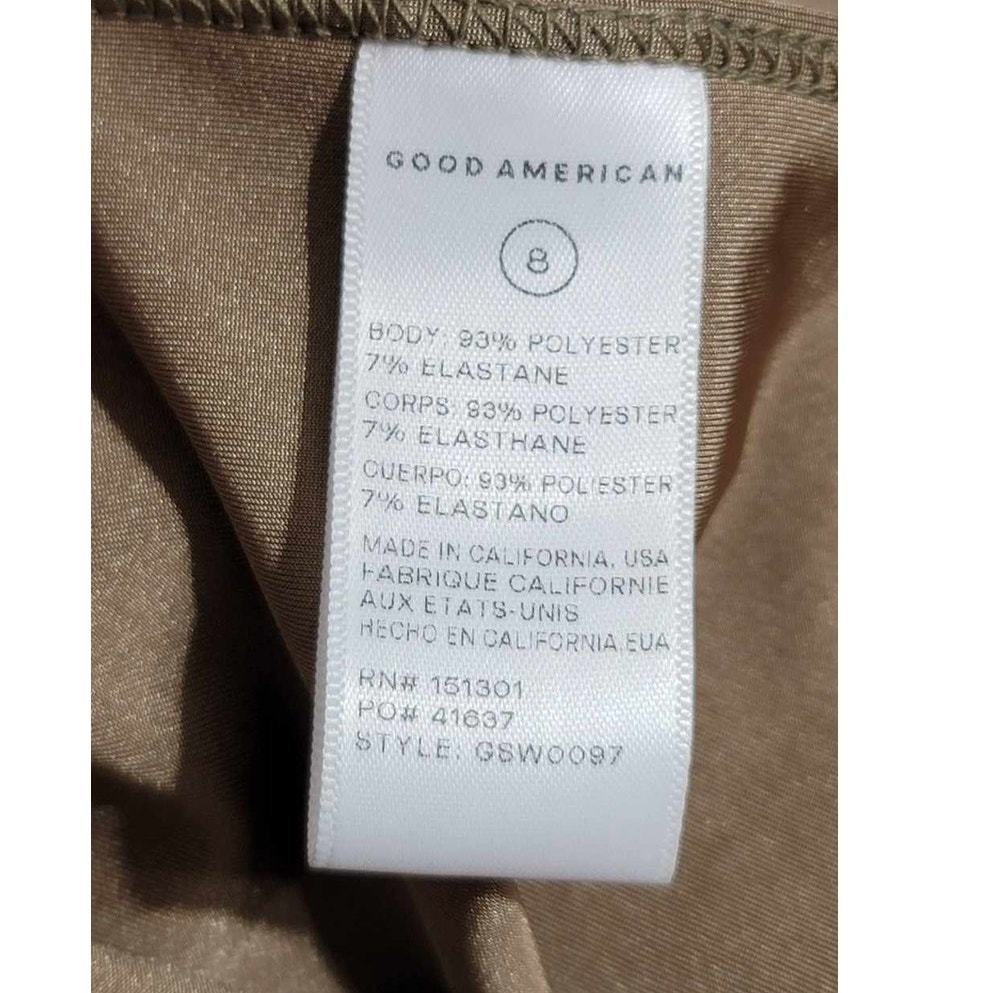 GOOD AMERICAN
8
BODY: 93% POLYESTER
7% ELASTANE
CORPS: 93% POLYESTER
7% ELASTHANE
CUERPO: 93% POLIESTER
7% ELASTANO
MADE IN CALIFORNIA, USA
FABRIQUE CALIFORNIE
AUX ETATS-UNIS
HECHO EN CALIFORNIA.EUA
RN# 151301
PO# 41637
STYLE: GSW0097